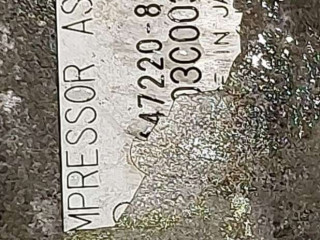 MPRESSOR AS
47220-8
03C00
IN J